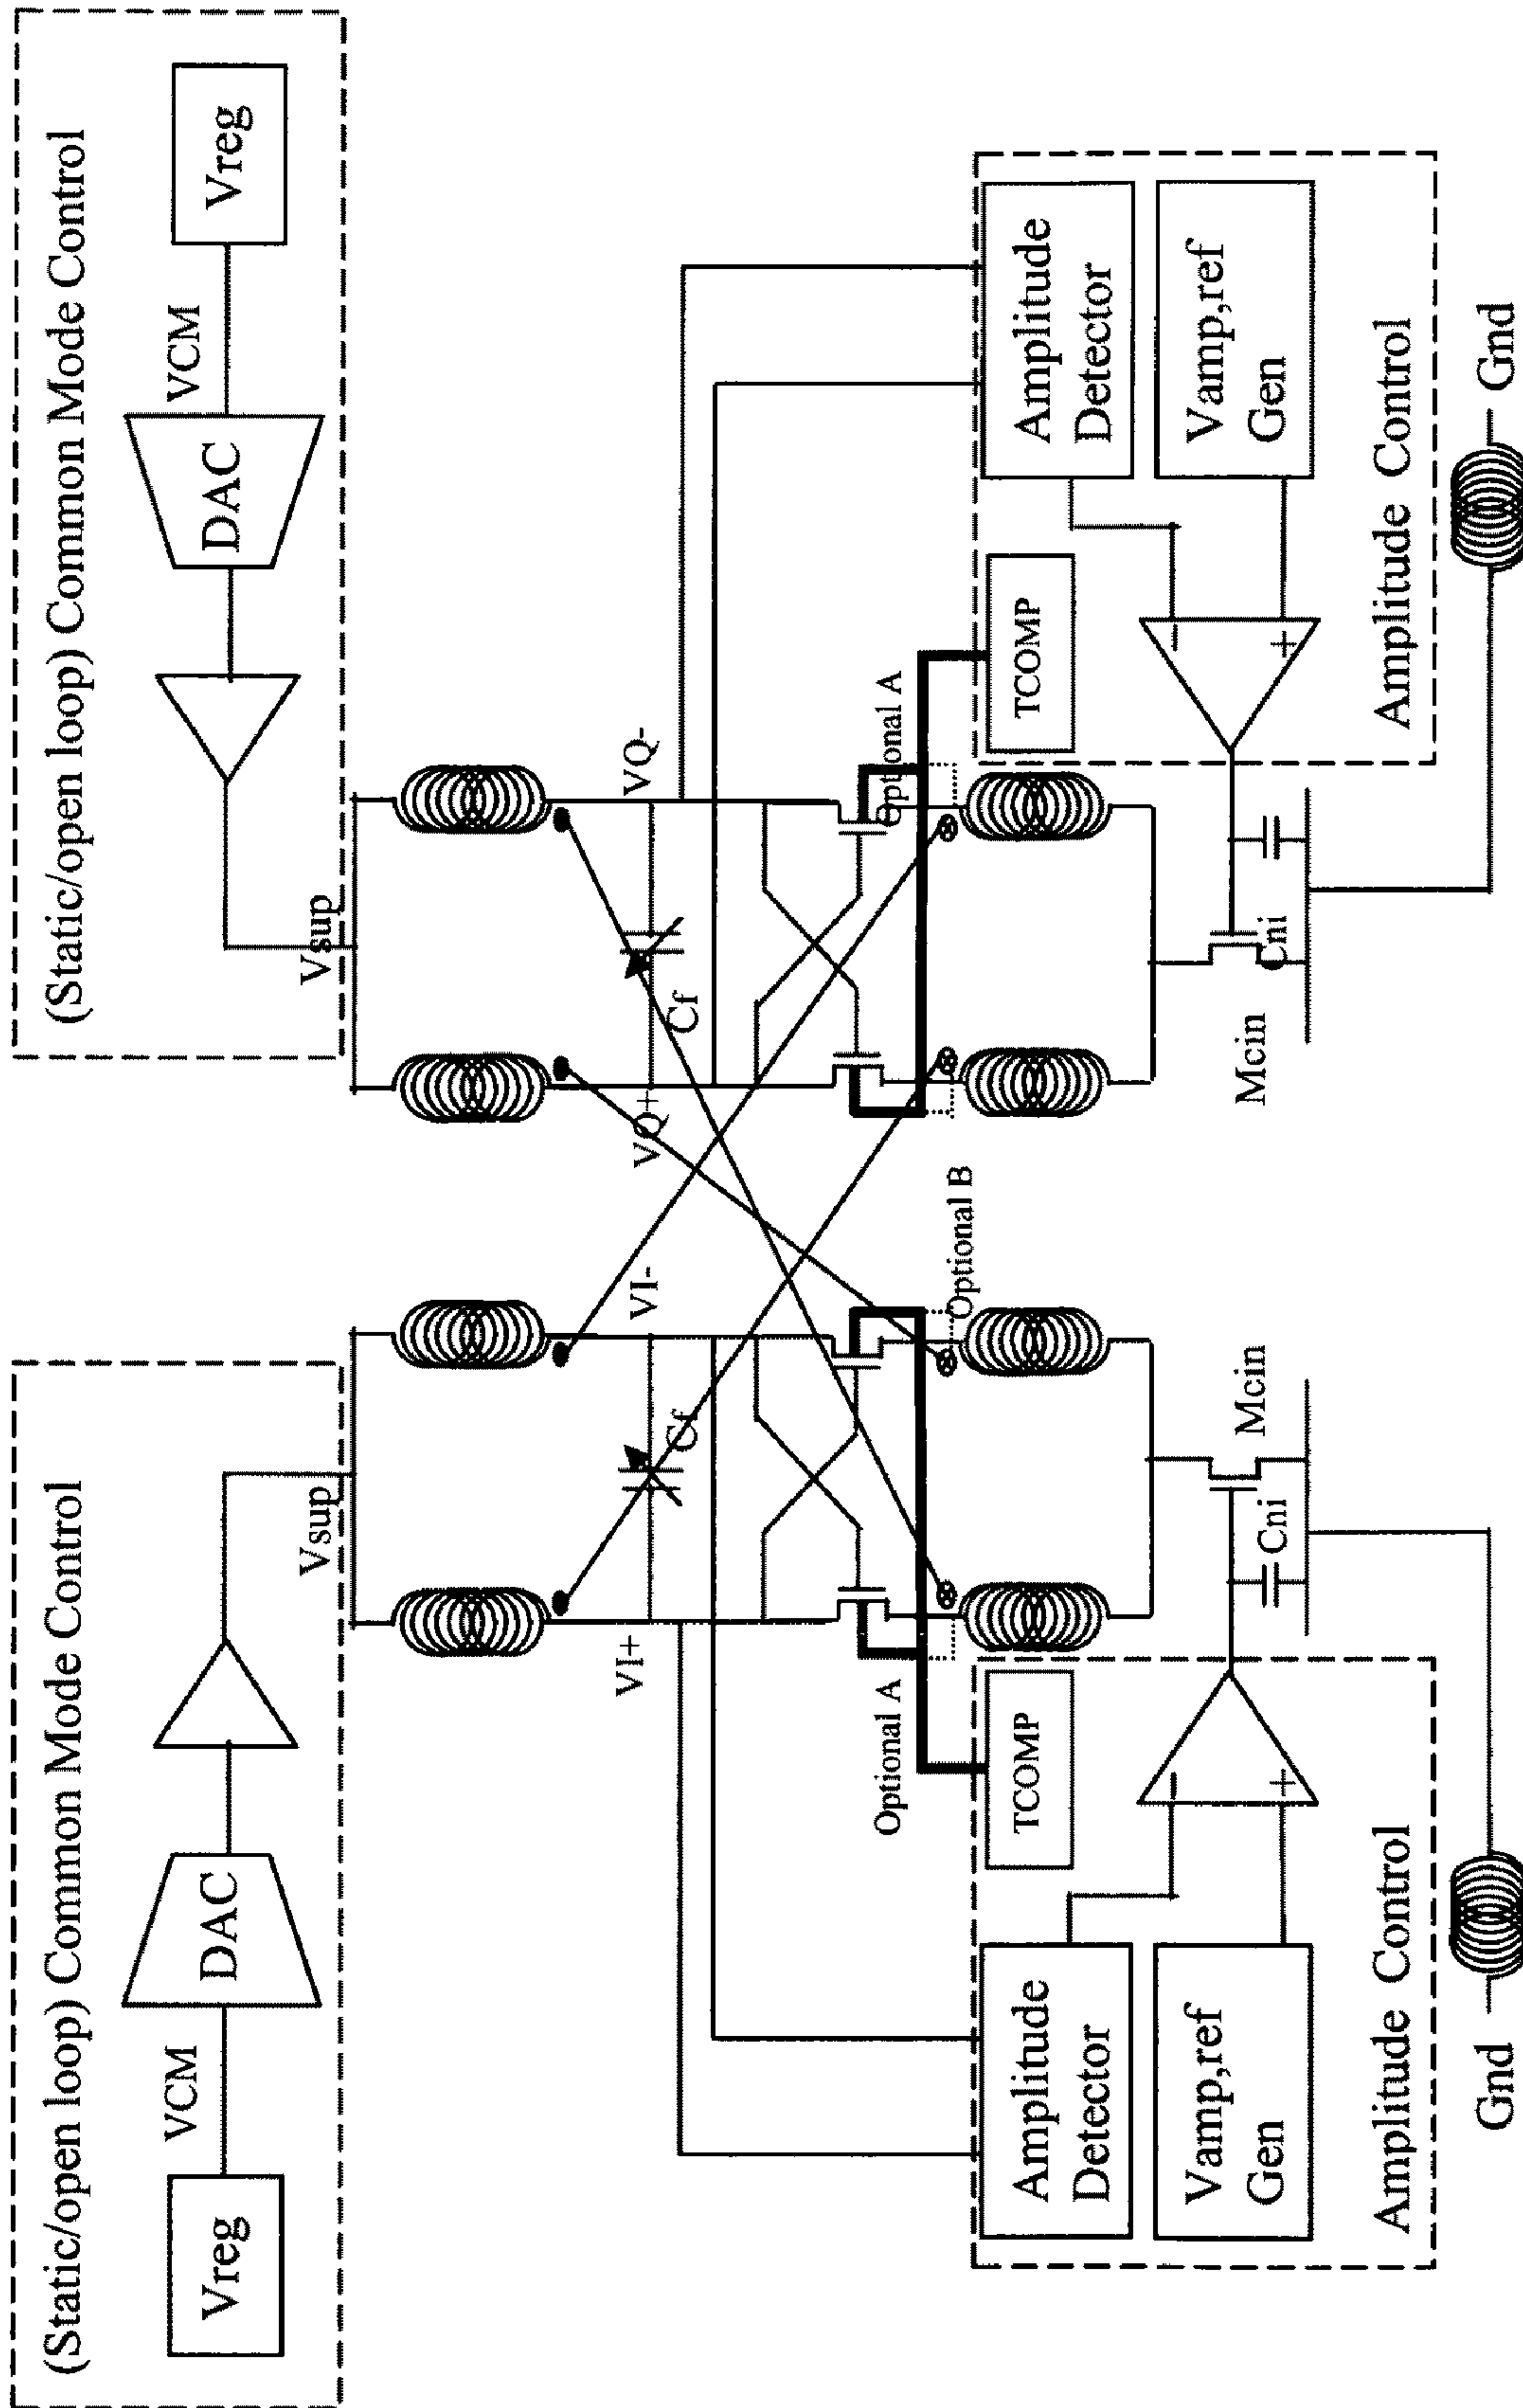 (Static/open loop) Common Mode Control
Vreg
VCM
DAC
Vsup
VI+
VI-
Cf
Optional A
Optional B
TCOMP
Amplitude
Detector
Vamp,ref
Gen
Amplitude Control
Mcin
Cni
Gnd
(Static/open loop) Common Mode Control
Vreg
VCM
DAC
Vsup
VQ+
VQ-
Cf
Optional A
TCOMP
Amplitude
Detector
Vamp,ref
Gen
Amplitude Control
Mcin
Cni
Gnd
−
+
−
+